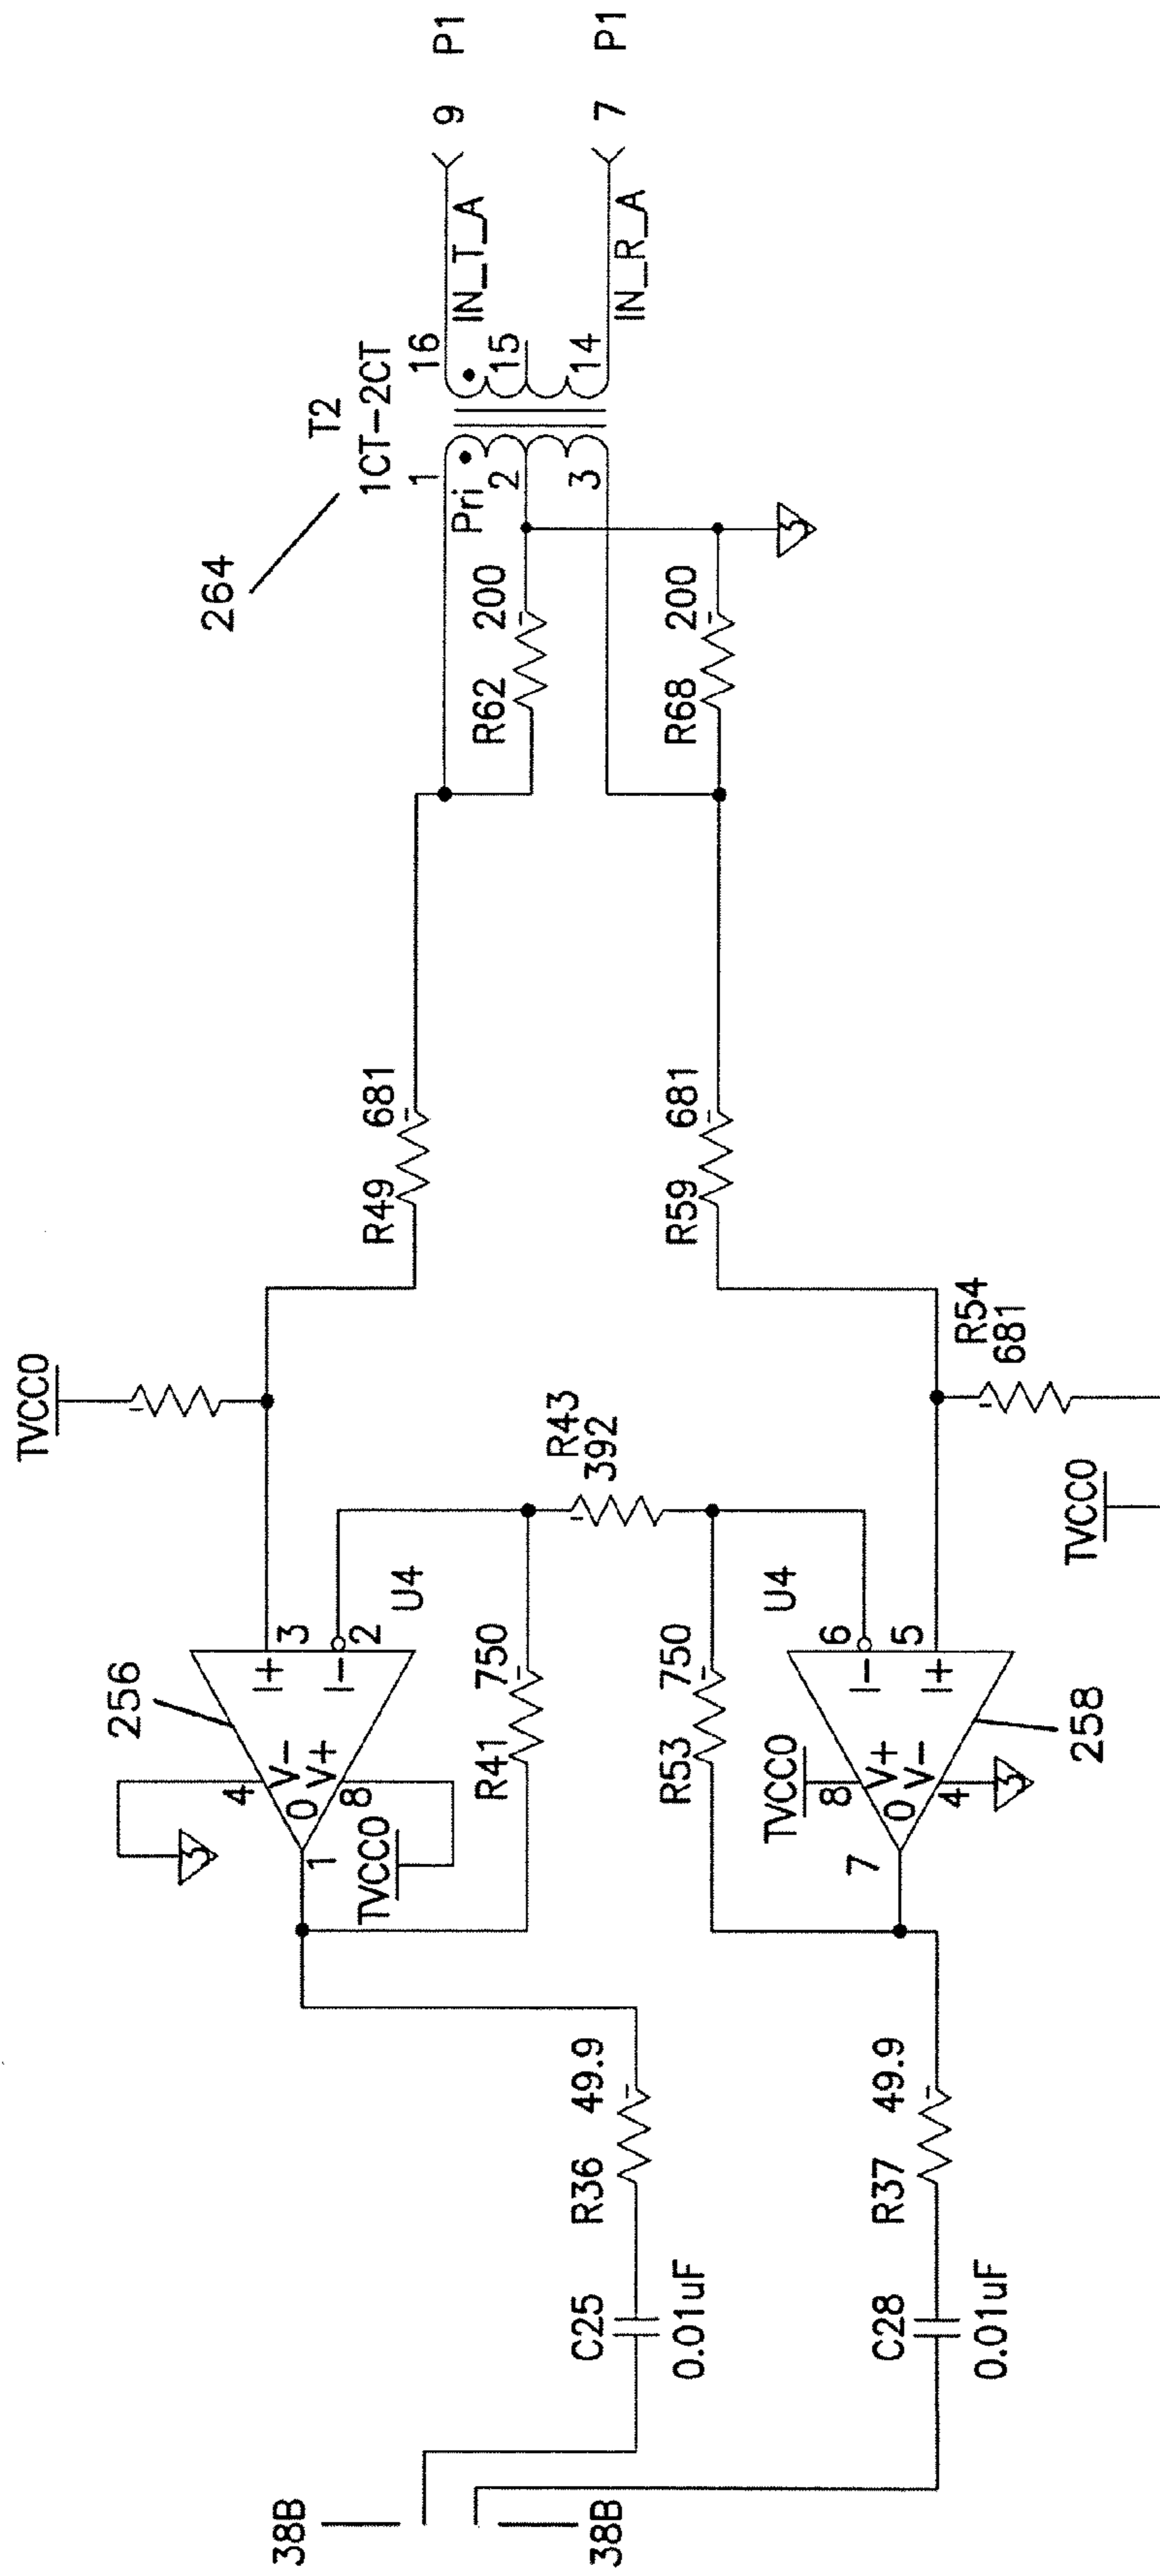 9 P1
7 P1
IN_T_A
IN_R_A
T2
1CT-2CT
16
15
14
1
2
3
Pri
264
3
R62 200
R68 200
R49 681
R59 681
TVCC0
R54
681
TVCC0
R43
392
256
I+
3
I-
2
U4
V-
V+
4
8
0
1
3
TVCC0
R41 750
R53 750
U4
6
5
I-
I+
258
TVCC0
8
V+
V-
4
0
7
3
R36 49.9
R37 49.9
C25
0.01uF
C28
0.01uF
38B
38B